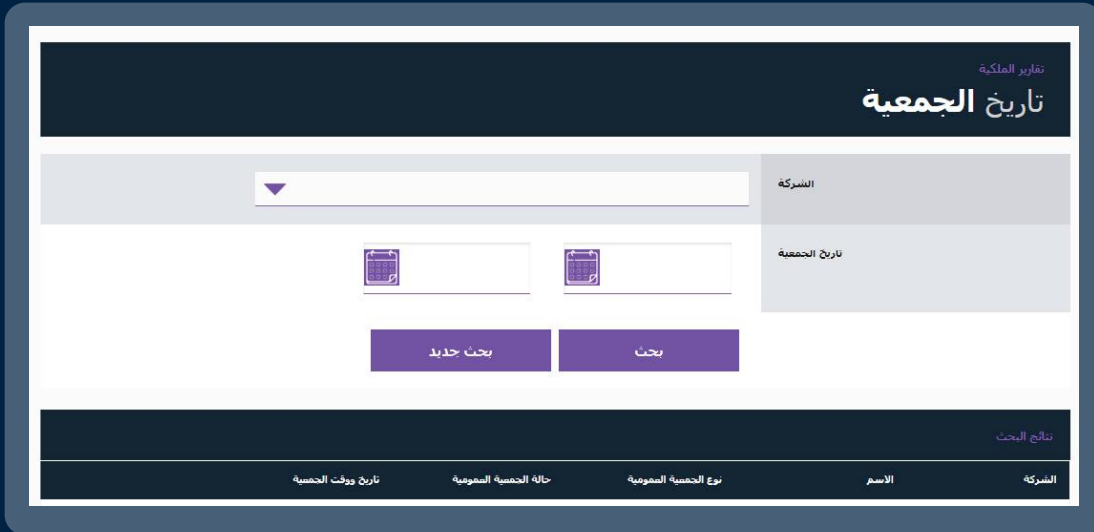 تقارير الملكية
تاريخ الجمعية
الشركة
تاريخ الجمعية
بحث بحث جديد
نتائج البحث
الشركة الاسم نوع الجمعية العمومية حالة الجمعية العمومية تاريخ ووقت الجمعية